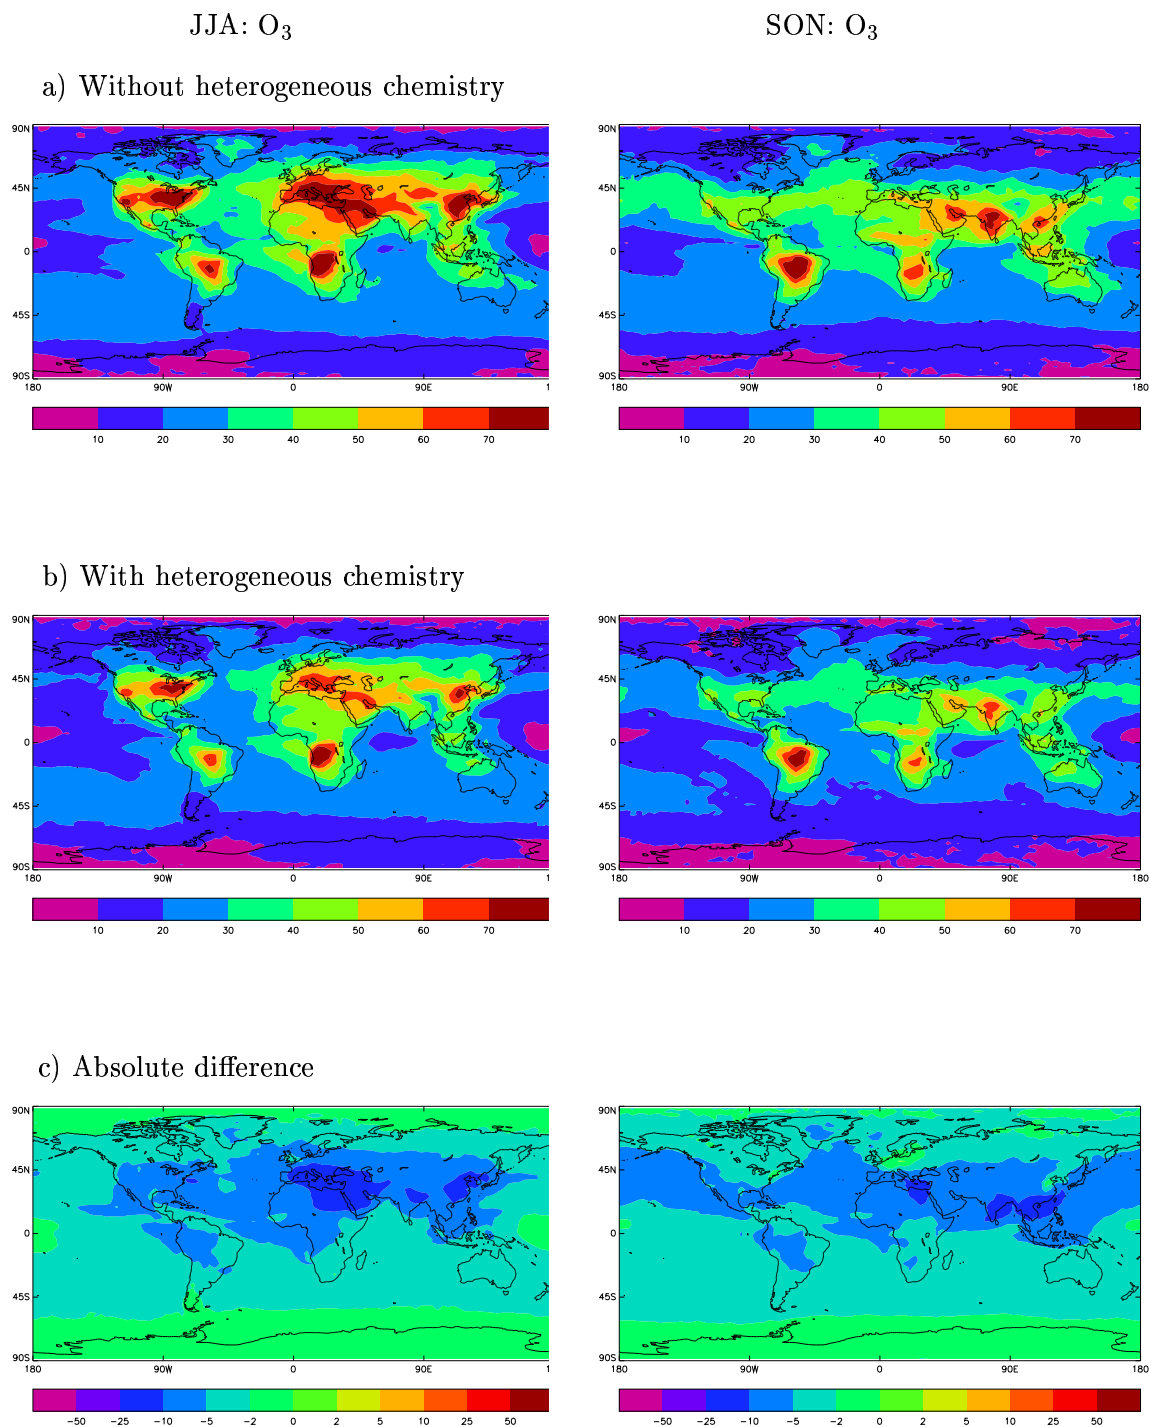 JJA: O3 SON: O3
a) Without heterogeneous chemistry
90N 90N
45N 45N
0 0
45S 45S
90S 90S
180 90W 0 90E 1 180 90W 0 90E 180
10 20 30 40 50 60 70 10 20 30 40 50 60 70
b) With heterogeneous chemistry
90N 90N
45N 45N
0 0
45S 45S
90S 90S
180 90W 0 90E 1 180 90W 0 90E 180
10 20 30 40 50 60 70 10 20 30 40 50 60 70
c) Absolute difference
90N 90N
45N 45N
0 0
45S 45S
90S 90S
180 90W 0 90E 1 180 90W 0 90E 180
-50 -25 -10 -5 -2 0 2 5 10 25 50 -50 -25 -10 -5 -2 0 2 5 10 25 50